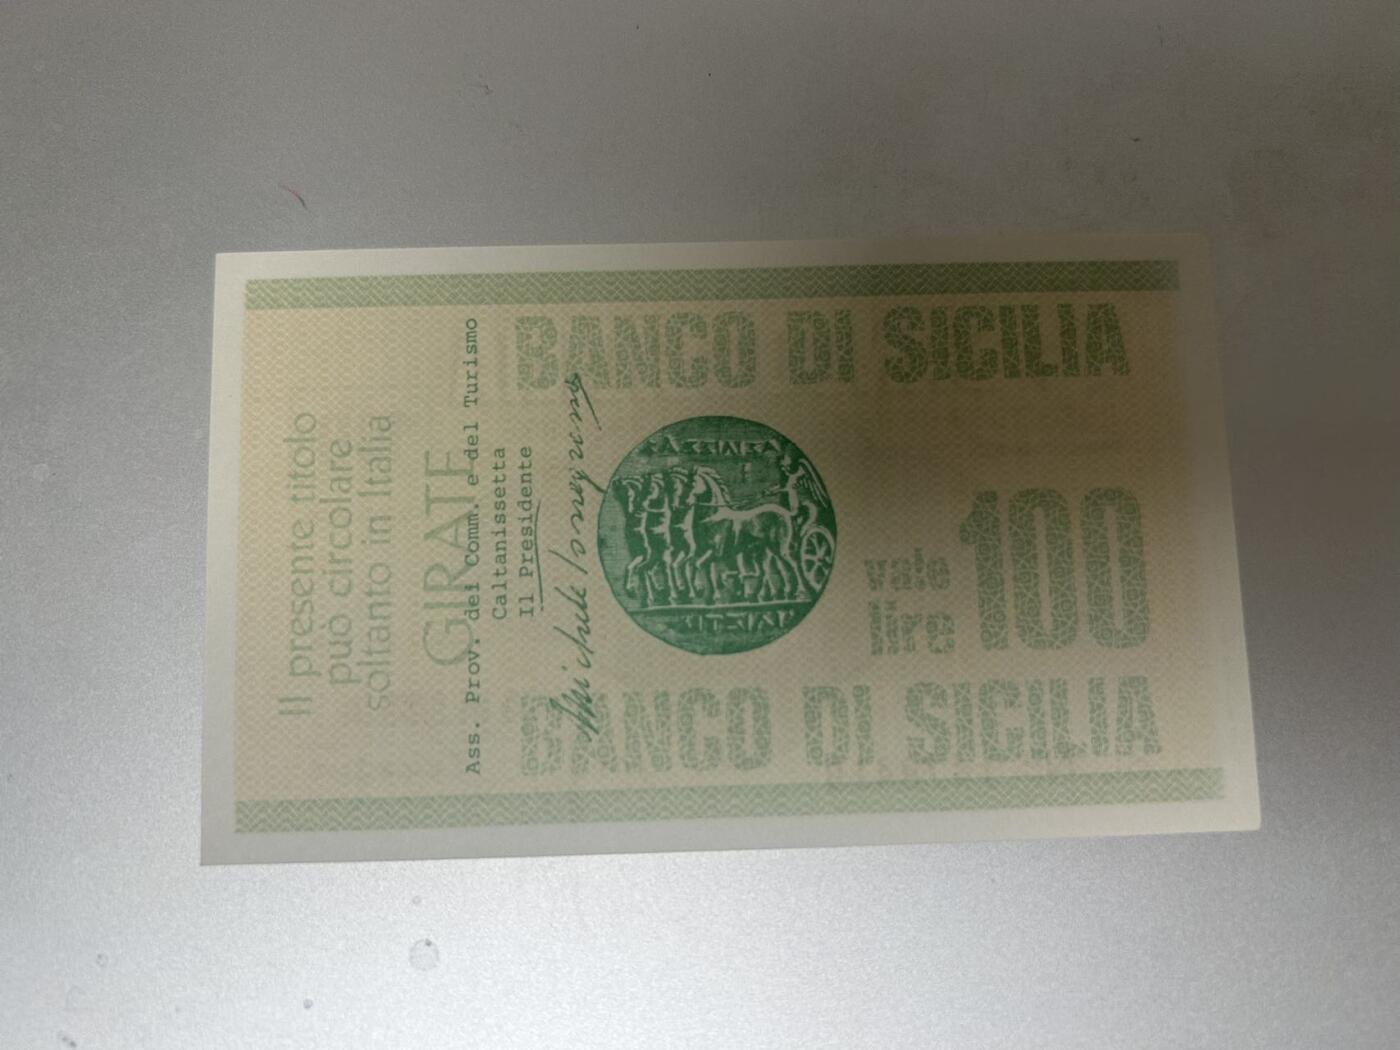 BANCO DI SICILIA
vale
lire 100
BANCO DI SICILIA
Il presente titolo
può circolare
soltanto in Italia
GIRATE
Ass. Prov. dei Comm. e del Turismo
Caltanissetta
Il Presidente